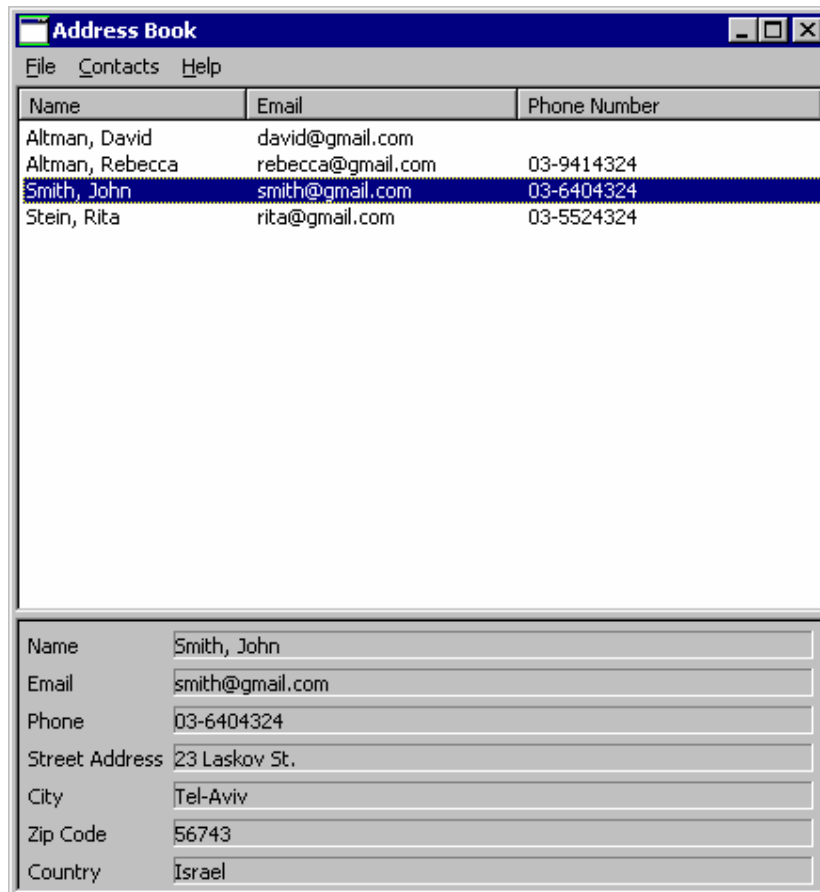 Address Book
File Contacts Help
Name Email Phone Number
Altman, David david@gmail.com
Altman, Rebecca rebecca@gmail.com 03-9414324
Smith, John smith@gmail.com 03-6404324
Stein, Rita rita@gmail.com 03-5524324
Name Smith, John
Email smith@gmail.com
Phone 03-6404324
Street Address 23 Laskov St.
City Tel-Aviv
Zip Code 56743
Country Israel